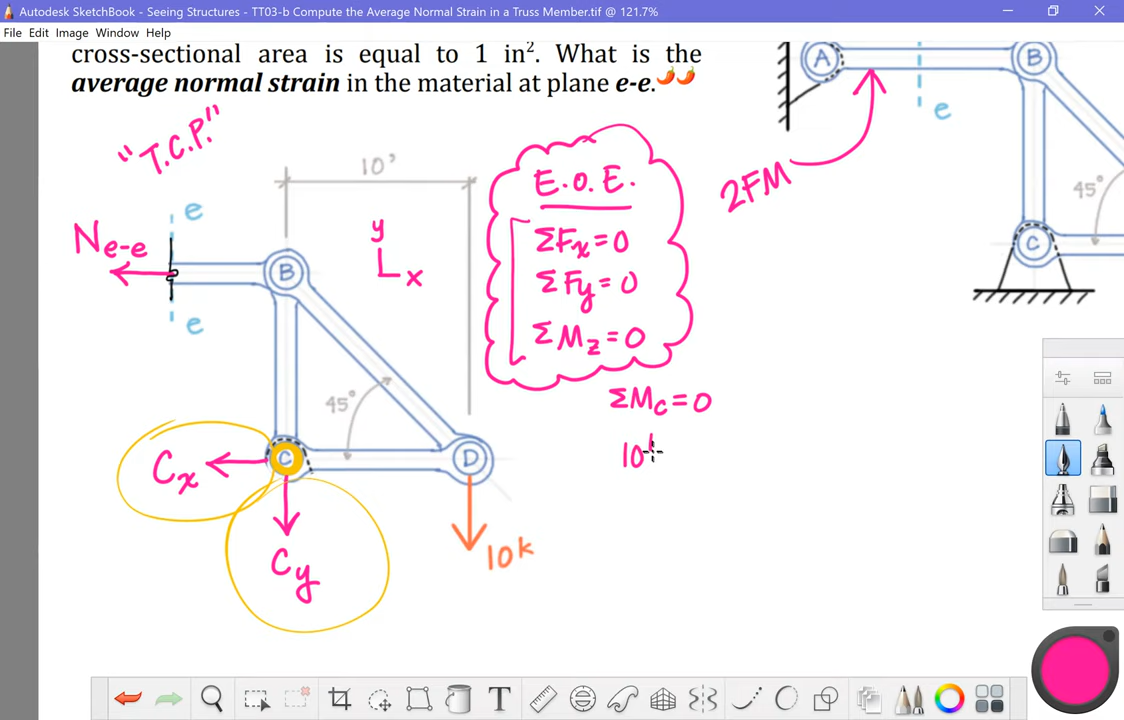 Autodesk SketchBook - Seeing Structures - TT03-b Compute the Average Normal Strain in a Truss Member.tif @ 121.7%
File Edit Image Window Help
cross-sectional area is equal to 1 in². What is the
average normal strain in the material at plane e-e.
"T.C.P."
10'
E.O.E.
ΣFx=0
ΣFy=0
ΣMz=0
ΣMC=0
10
Ne-e
e
e
B
y
x
45°
Cx
C
D
Cy
10k
A
B
e
2FM
45°
C
T